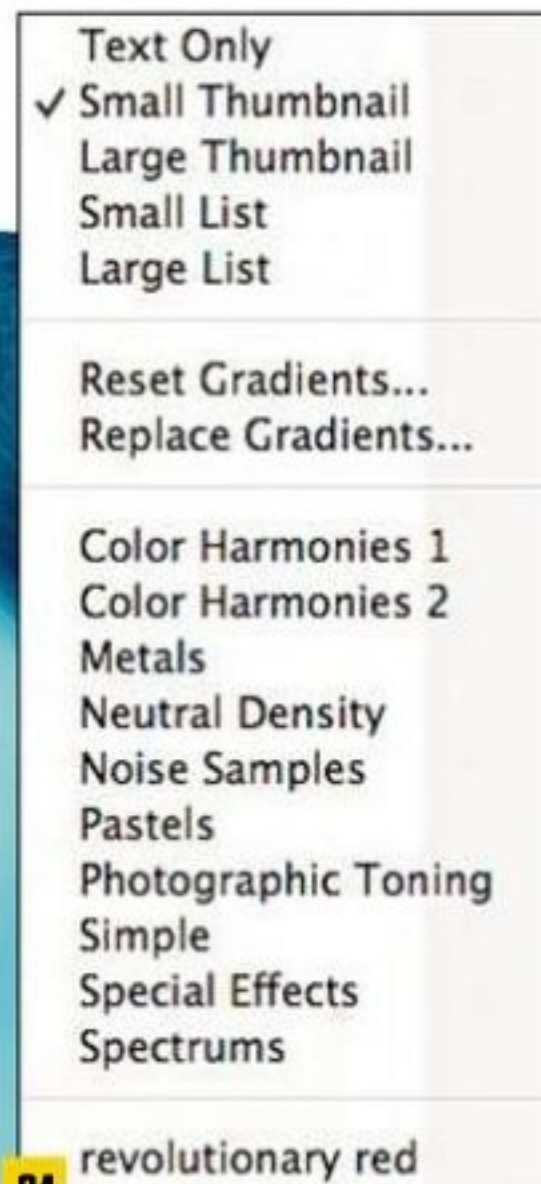 Text Only
✓ Small Thumbnail
Large Thumbnail
Small List
Large List
Reset Gradients...
Replace Gradients...
Color Harmonies 1
Color Harmonies 2
Metals
Neutral Density
Noise Samples
Pastels
Photographic Toning
Simple
Special Effects
Spectrums
revolutionary red